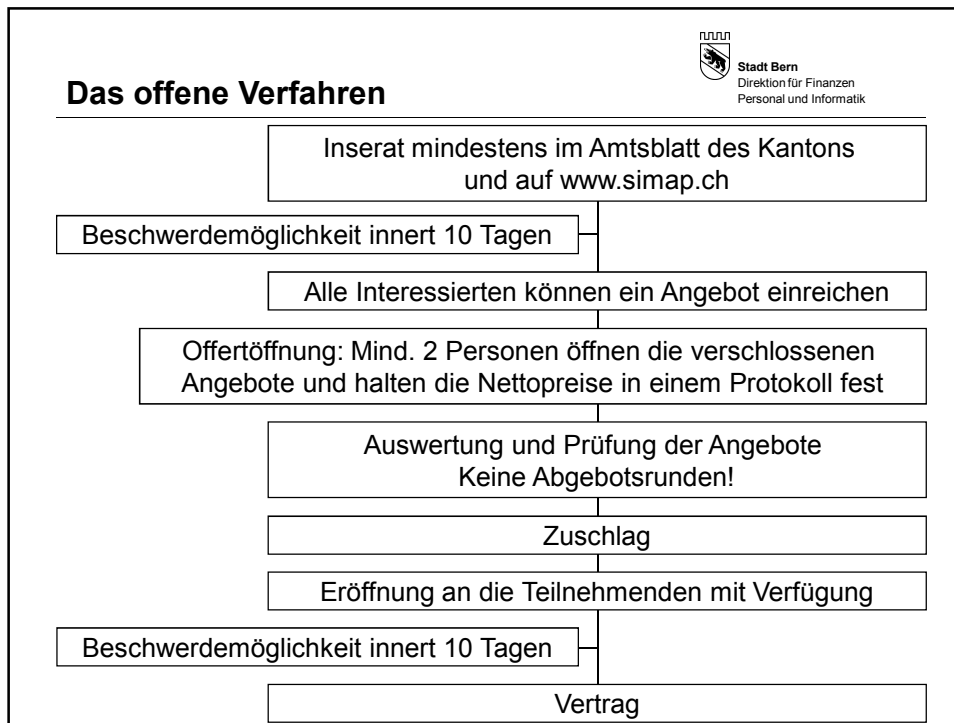 Das offene Verfahren
Stadt Bern
Direktion für Finanzen
Personal und Informatik
Inserat mindestens im Amtsblatt des Kantons
und auf www.simap.ch
Beschwerdemöglichkeit innert 10 Tagen
Alle Interessierten können ein Angebot einreichen
Offertöffnung: Mind. 2 Personen öffnen die verschlossenen
Angebote und halten die Nettopreise in einem Protokoll fest
Auswertung und Prüfung der Angebote
Keine Abgebotsrunden!
Zuschlag
Eröffnung an die Teilnehmenden mit Verfügung
Beschwerdemöglichkeit innert 10 Tagen
Vertrag